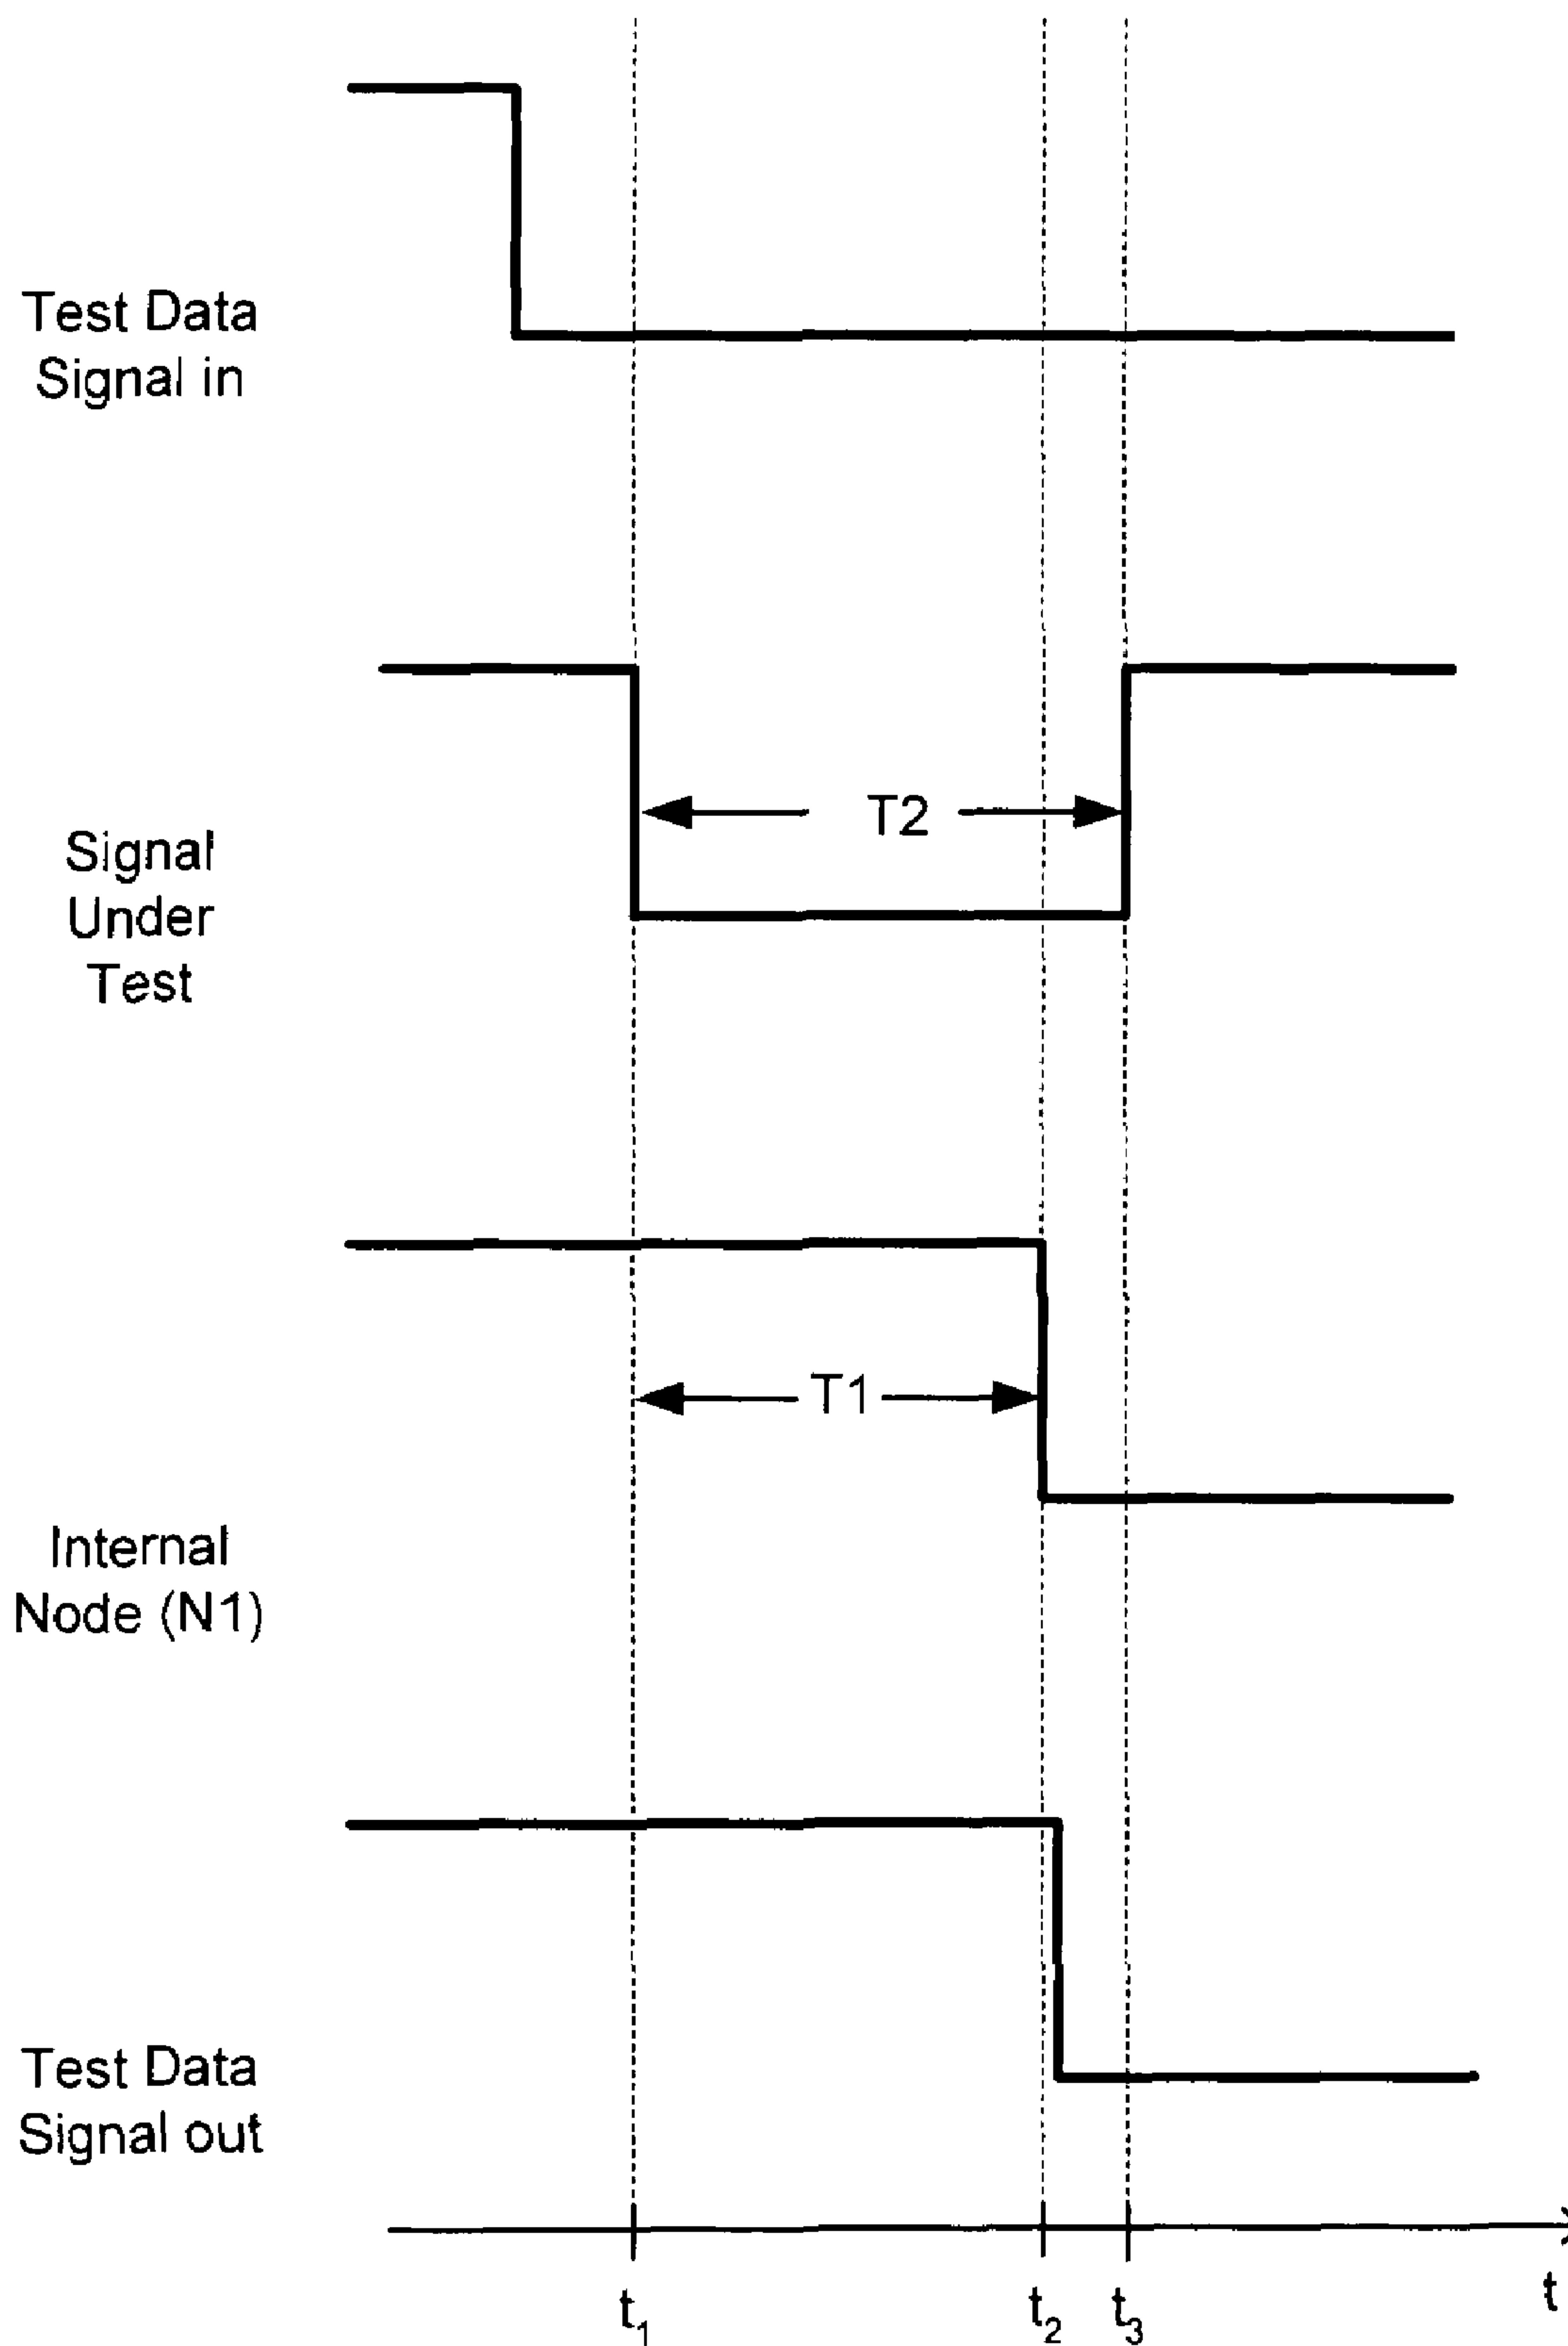 Test Data
Signal in
T2
Signal
Under
Test
T1
Internal
Node (N1)
Test Data
Signal out
t1
t2
t3
t